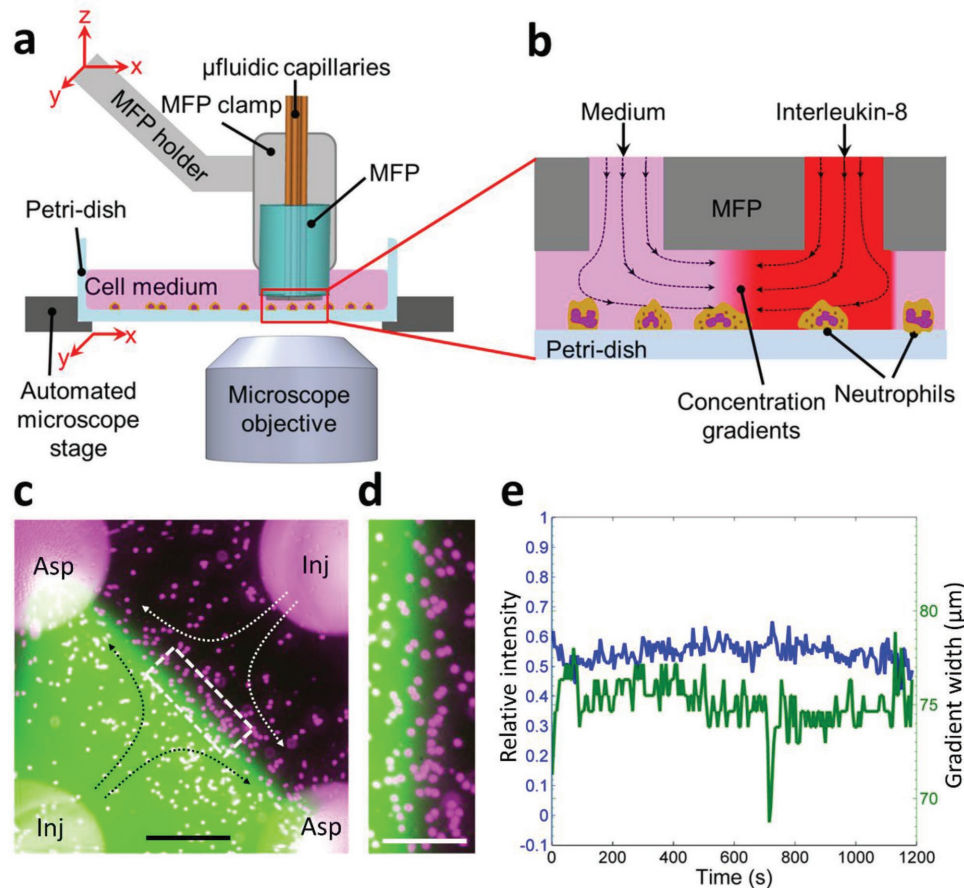 a
z
x
y
µfluidic capillaries
MFP clamp
MFP holder
MFP
Petri-dish
Cell medium
x
y
Automated
microscope
stage
Microscope
objective
b
Medium
Interleukin-8
MFP
Petri-dish
Concentration
gradients
Neutrophils
c
Asp
Inj
Inj
Asp
d
e
Relative intensity
1
0.9
0.8
0.7
0.6
0.5
0.4
0.3
0.2
0.1
0
-0.1
0
200
400
600
800
1000
1200
Time (s)
80
75
70
Gradient width (µm)